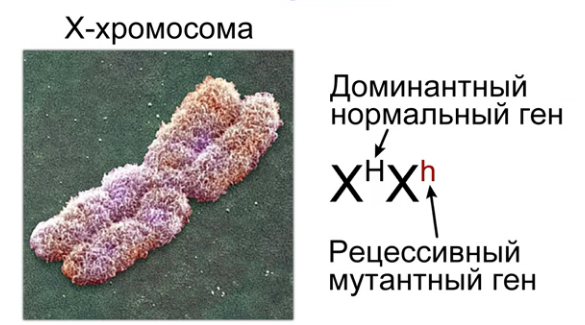 Х-хромосома
Доминантный
нормальный ген
XᴴXʰ
Рецессивный
мутантный ген